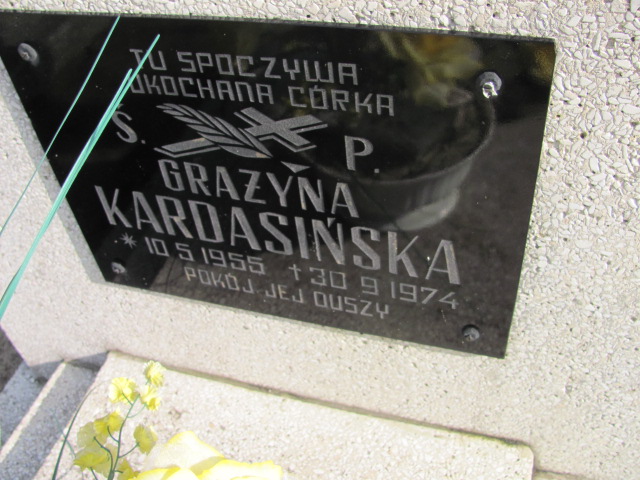 TU SPOCZYWA
UKOCHANA CÓRKA
Ś. P.
GRAŻYNA
KARDASIŃSKA
* 10 5 1955 † 30 9 1974
POKÓJ JEJ DUSZY